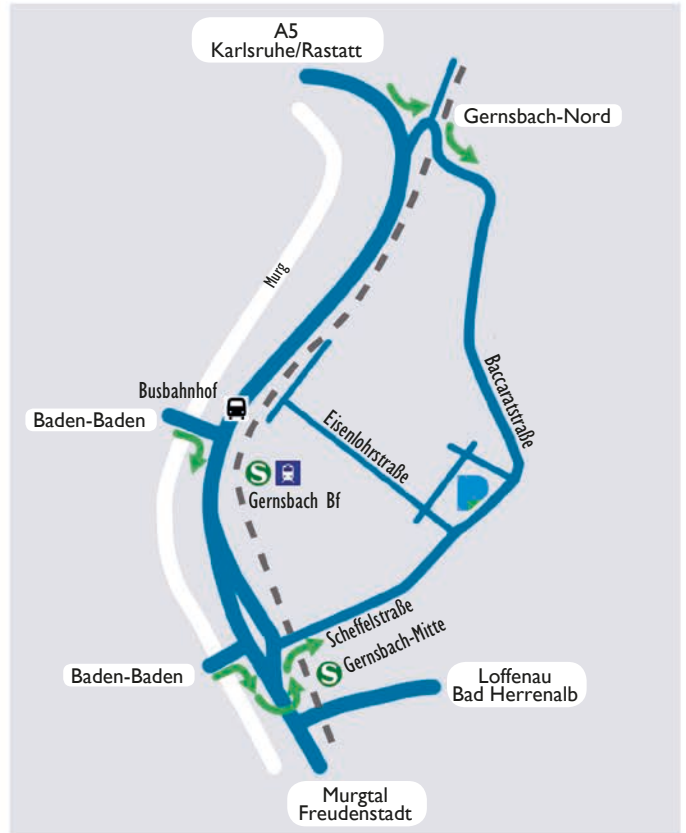 A5
Karlsruhe/Rastatt
Gernsbach-Nord
Murg
Busbahnhof
Baden-Baden
Baccaratstraße
Eisenlohrstraße
S
Gernsbach Bf
Scheffelstraße
S Gernsbach-Mitte
Baden-Baden
Loffenau
Bad Herrenalb
Murgtal
Freudenstadt